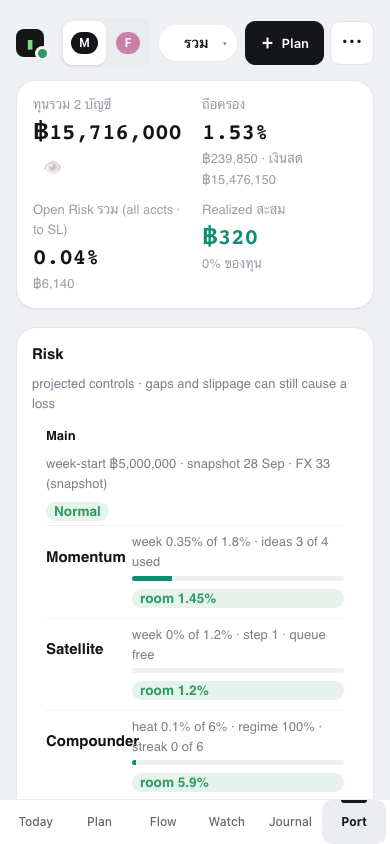 M F รวม + Plan ···
ทุนรวม 2 บัญชี
฿15,716,000
ถือครอง
1.53%
฿239,850 · เงินสด
฿15,476,150
Open Risk รวม (all accts ·
to SL)
0.04%
฿6,140
Realized สะสม
฿320
0% ของทุน
Risk
projected controls · gaps and slippage can still cause a
loss
Main
week-start ฿5,000,000 · snapshot 28 Sep · FX 33
(snapshot)
Normal
Momentum
week 0.35% of 1.8% · ideas 3 of 4
used
room 1.45%
Satellite
week 0% of 1.2% · step 1 · queue
free
room 1.2%
Compounder
heat 0.1% of 6% · regime 100% ·
streak 0 of 6
room 5.9%
Today Plan Flow Watch Journal Port